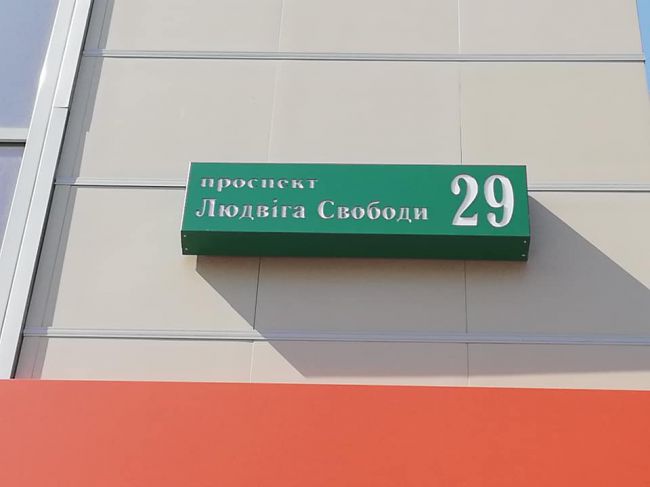 проспект
Людвіга Свободи 29